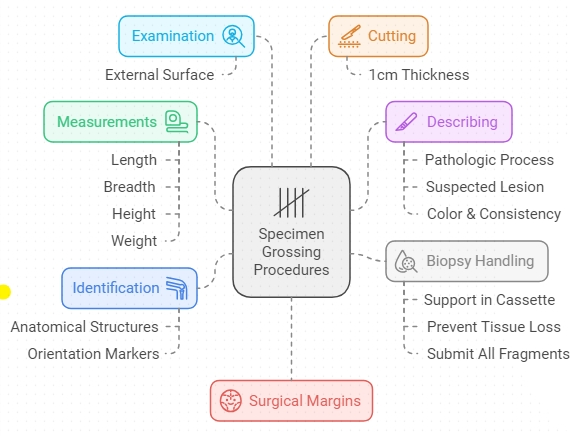 Examination
External Surface
Cutting
1cm Thickness
Measurements
Length
Breadth
Height
Weight
Describing
Pathologic Process
Suspected Lesion
Color & Consistency
Specimen
Grossing
Procedures
Identification
Anatomical Structures
Orientation Markers
Biopsy Handling
Support in Cassette
Prevent Tissue Loss
Submit All Fragments
Surgical Margins